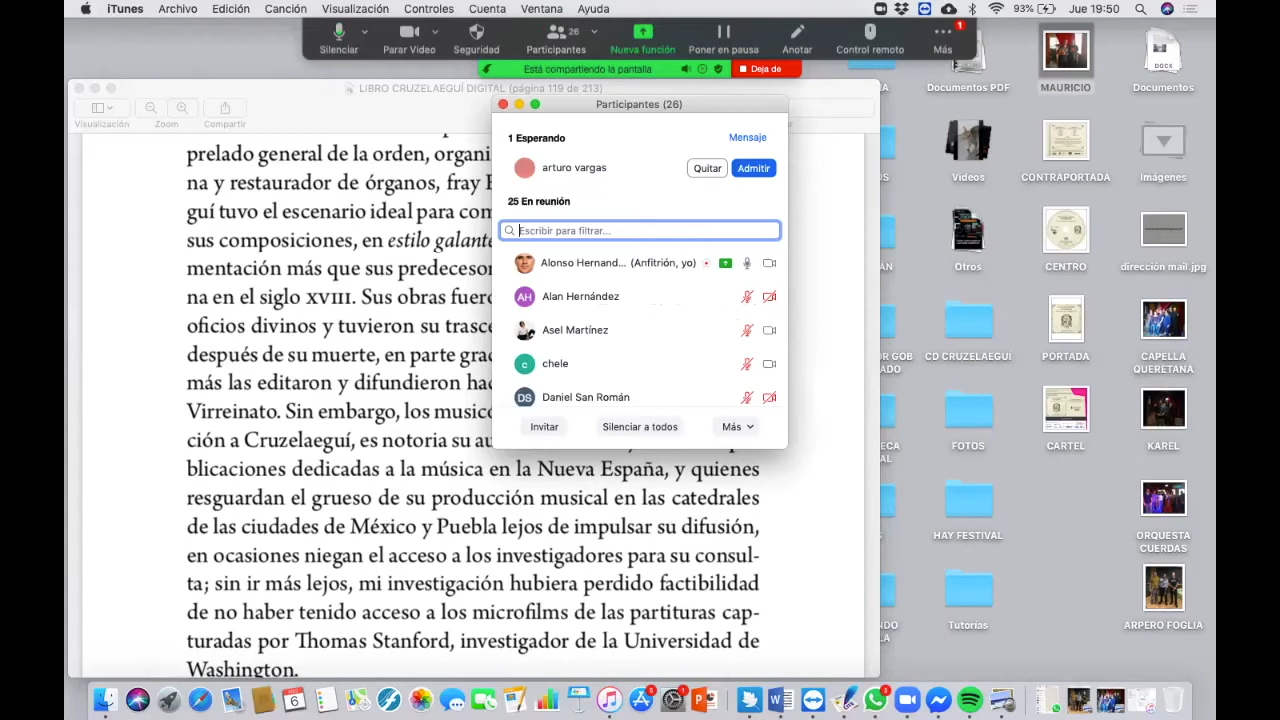 iTunes Archivo Edición Canción Visualización Controles Cuenta Ventana Ayuda
93% Jue 19:50
Silenciar Parar Video Seguridad Participantes 26 Nueva función Poner en pausa Anotar Control remoto Más 1
Está compartiendo la pantalla Deja de
LIBRO CRUZELAEGUÍ DIGITAL (página 119 de 213)
Visualización Zoom Compartir
prelado general de la orden, organi
na y restaurador de órganos, fray
guí tuvo el escenario ideal para com
sus composiciones, en estilo galante
mentación más que sus predecesor
na en el siglo XVIII. Sus obras fuero
oficios divinos y tuvieron su trasce
después de su muerte, en parte grac
más las editaron y difundieron hac
Virreinato. Sin embargo, los musico
ción a Cruzelaeguí, es notoria su au
blicaciones dedicadas a la música en la Nueva España, y quienes
resguardan el grueso de su producción musical en las catedrales
de las ciudades de México y Puebla lejos de impulsar su difusión,
en ocasiones niegan el acceso a los investigadores para su consul-
ta; sin ir más lejos, mi investigación hubiera perdido factibilidad
de no haber tenido acceso a los microfilms de las partituras cap-
turadas por Thomas Stanford, investigador de la Universidad de
Washington.
Participantes (26)
1 Esperando Mensaje
arturo vargas Quitar Admitir
25 En reunión
Escribir para filtrar...
Alonso Hernand... (Anfitrión, yo)
AH Alan Hernández
Asel Martínez
c chele
DS Daniel San Román
Invitar Silenciar a todos Más
Documentos PDF
MAURICIO
DOCX
Documentos
Videos
CONTRAPORTADA
Imágenes
Otros
CENTRO
dirección mail.jpg
CD CRUZELAEGUÍ
PORTADA
CAPELLA
QUERETANA
FOTOS
CARTEL
KAREL
HAY FESTIVAL
ORQUESTA
CUERDAS
Tutorías
ARPERO FOGLIA